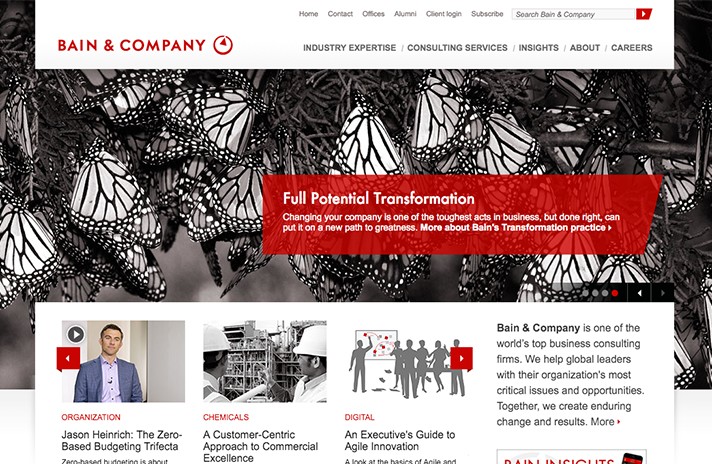 Home Contact Offices Alumni Client login Subscribe Search Bain & Company
BAIN & COMPANY
INDUSTRY EXPERTISE / CONSULTING SERVICES / INSIGHTS / ABOUT / CAREERS
Full Potential Transformation
Changing your company is one of the toughest acts in business, but done right, can
put it on a new path to greatness. More about Bain's Transformation practice
ORGANIZATION
Jason Heinrich: The Zero-
Based Budgeting Trifecta
Zero-based budgeting is about
CHEMICALS
A Customer-Centric
Approach to Commercial
Excellence
DIGITAL
An Executive's Guide to
Agile Innovation
A look at the basics of Agile and
Bain & Company is one of the
world's top business consulting
firms. We help global leaders
with their organization's most
critical issues and opportunities.
Together, we create enduring
change and results. More
BAIN INSIGHTS